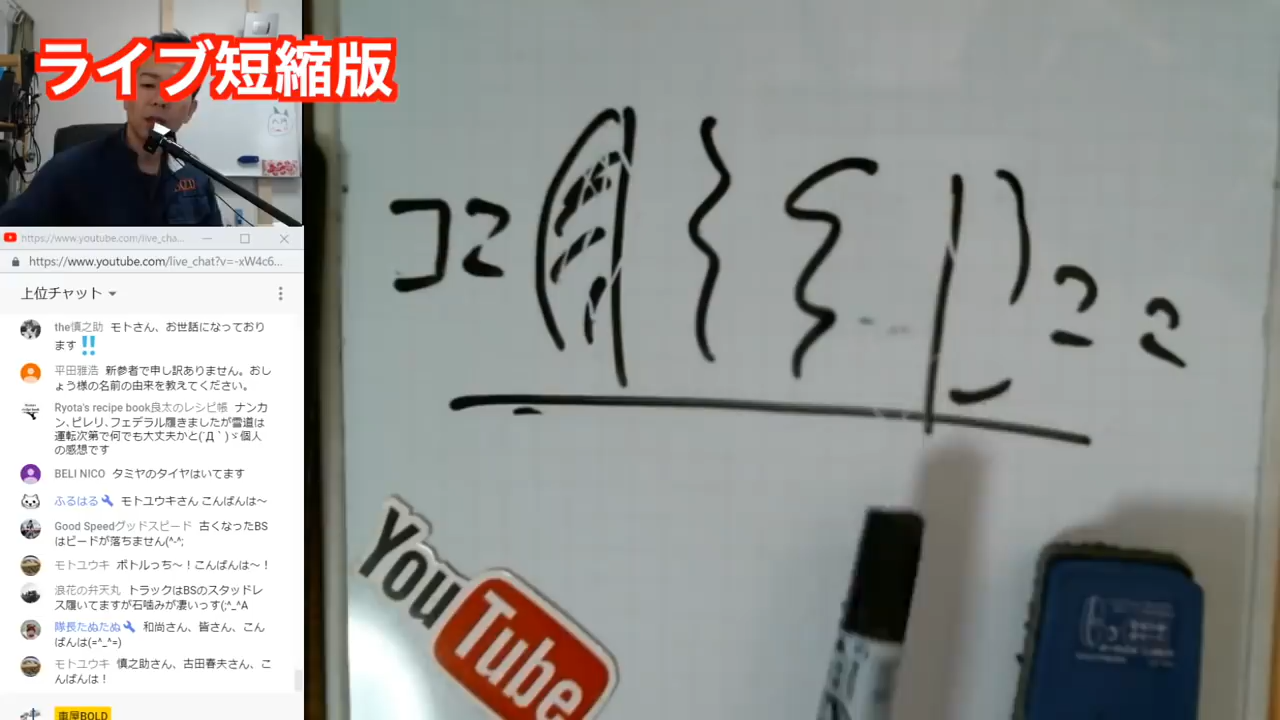 ライブ短縮版
https://www.youtube.com/live_cha...
https://www.youtube.com/live_chat?v=-xW4c6...
上位チャット
the慎之助 モトさん、お世話になっており
ます‼
平田雅浩 新参者で申し訳ありません。おし
ょう様の名前の由来を教えてください。
Ryota's recipe book良太のレシピ帳 ナンカ
ン、ピレリ、フェデラル履きましたが雪道は
運転次第で何でも大丈夫かと(´Д｀)ゞ個人
の感想です
BELI NICO タミヤのタイヤはいてます
ふるはる モトユウキさん こんばんは〜
Good Speedグッドスピード 古くなったBS
はビードが落ちません(^-^;
モトユウキ ボトルっち〜！こんばんは〜！
浪花の弁天丸 トラックはBSのスタッドレ
ス履いてますが石噛みが凄いっす(;^_^A
隊長たぬたぬ 和尚さん、皆さん、こん
ばんは(=^_^=)
モトユウキ 慎之助さん、古田春夫さん、こ
んばんは！
車屋BOLD
YouTube